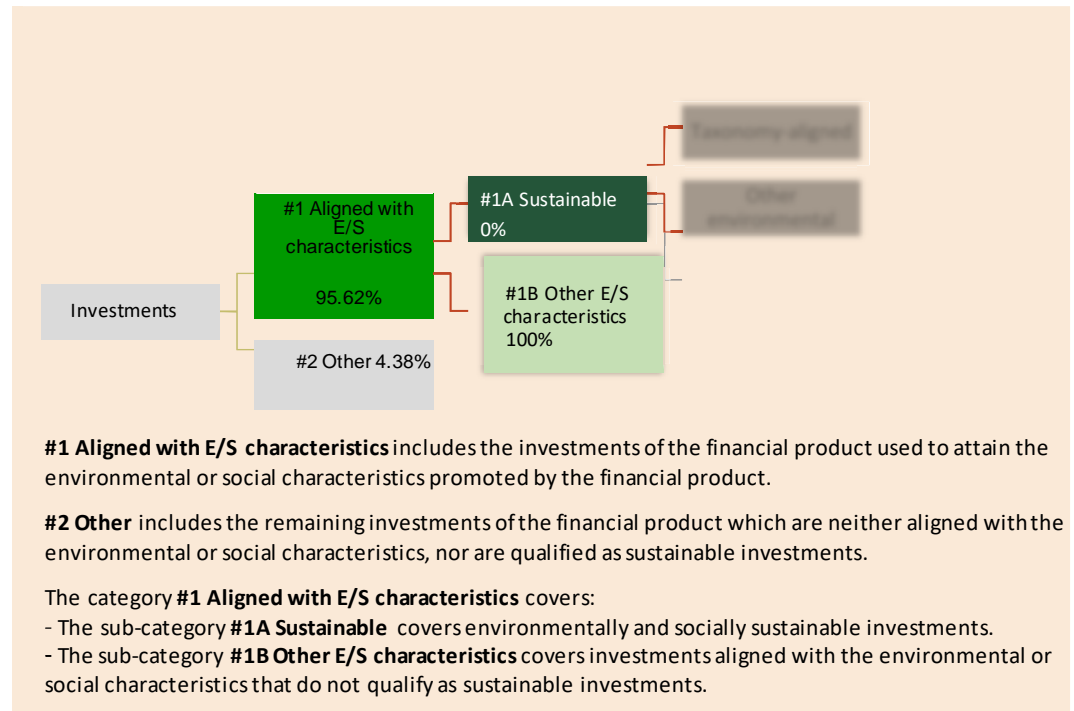 Taxonomy-aligned
Other
environmental
#1A Sustainable
0%
#1 Aligned with
E/S
characteristics
95.62%
#1B Other E/S
characteristics
100%
Investments
#2 Other 4.38%
#1 Aligned with E/S characteristics includes the investments of the financial product used to attain the
environmental or social characteristics promoted by the financial product.
#2 Other includes the remaining investments of the financial product which are neither aligned with the
environmental or social characteristics, nor are qualified as sustainable investments.
The category #1 Aligned with E/S characteristics covers:
- The sub-category #1A Sustainable covers environmentally and socially sustainable investments.
- The sub-category #1B Other E/S characteristics covers investments aligned with the environmental or
social characteristics that do not qualify as sustainable investments.